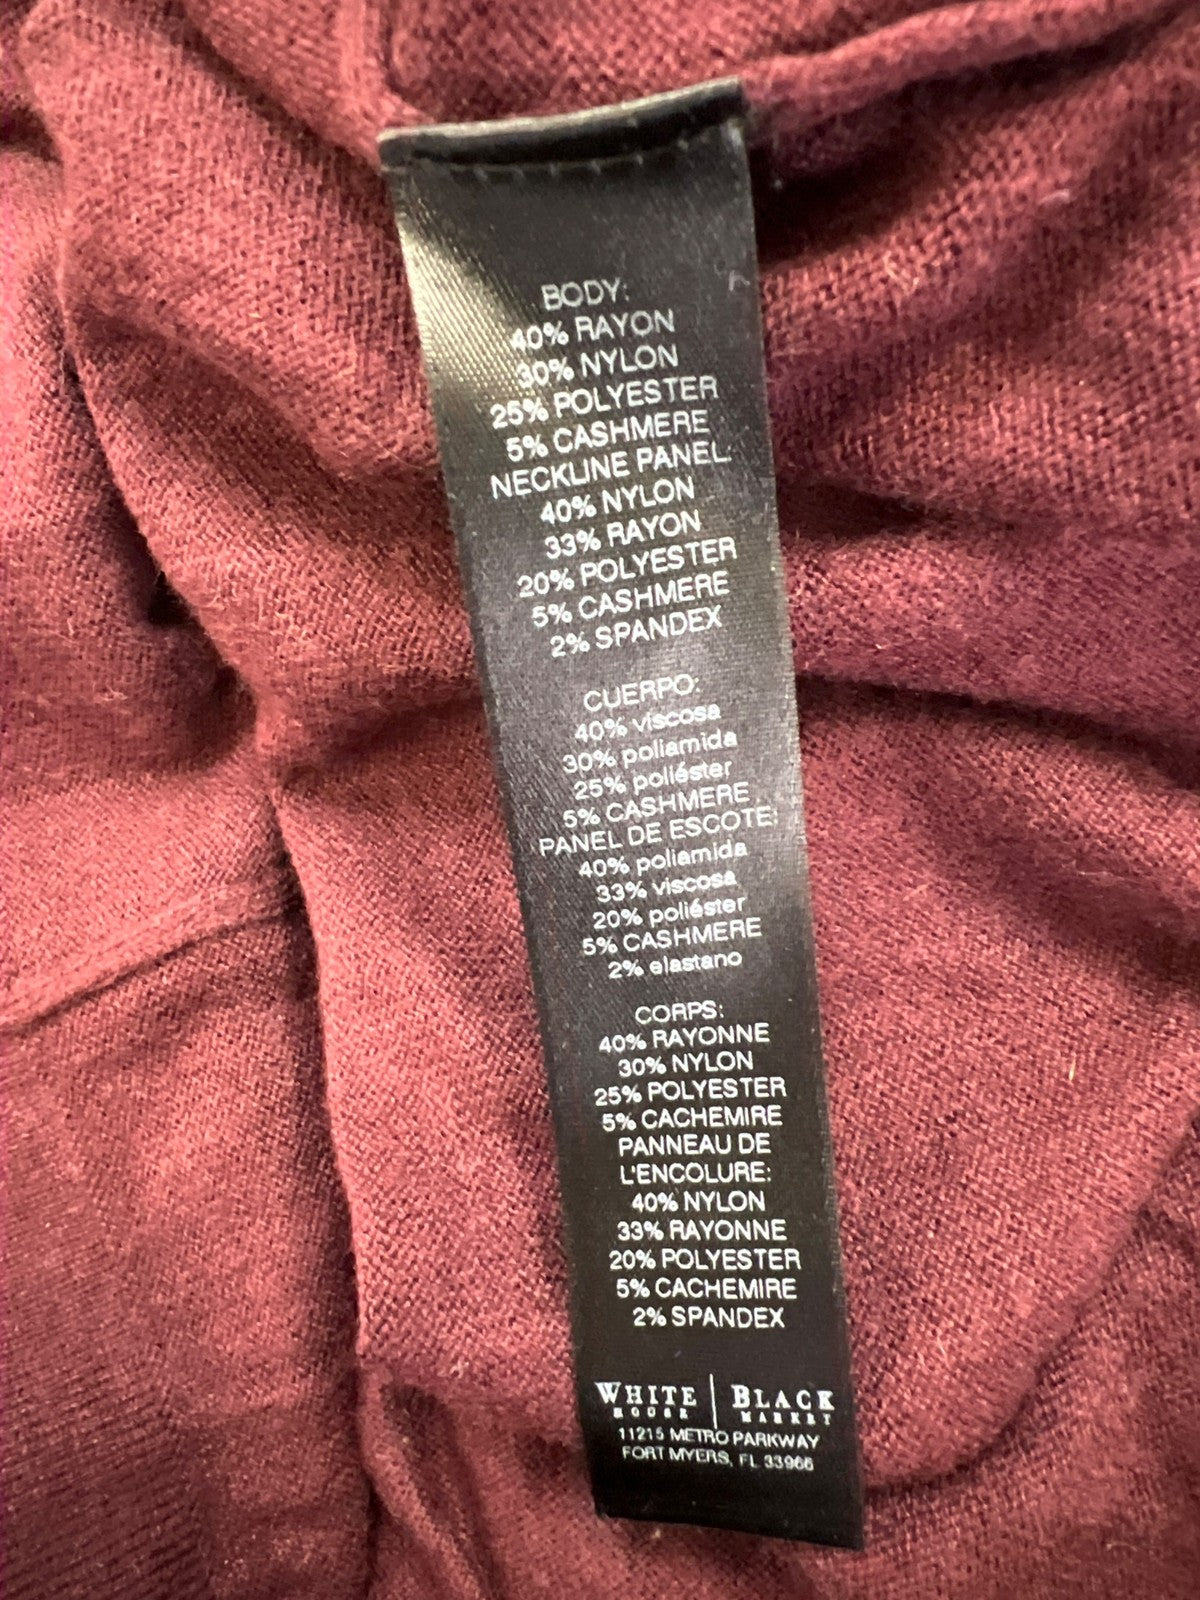 BODY:
40% RAYON
30% NYLON
25% POLYESTER
5% CASHMERE
NECKLINE PANEL:
40% NYLON
33% RAYON
20% POLYESTER
5% CASHMERE
2% SPANDEX
CUERPO:
40% viscosa
30% poliamida
25% poliéster
5% CASHMERE
PANEL DE ESCOTE:
40% poliamida
33% viscosa
20% poliéster
5% CASHMERE
2% elastano
CORPS:
40% RAYONNE
30% NYLON
25% POLYESTER
5% CACHEMIRE
PANNEAU DE
L'ENCOLURE:
40% NYLON
33% RAYONNE
20% POLYESTER
5% CACHEMIRE
2% SPANDEX
WHITE | BLACK
HOUSE MARKET
11215 METRO PARKWAY
FORT MYERS, FL 33966